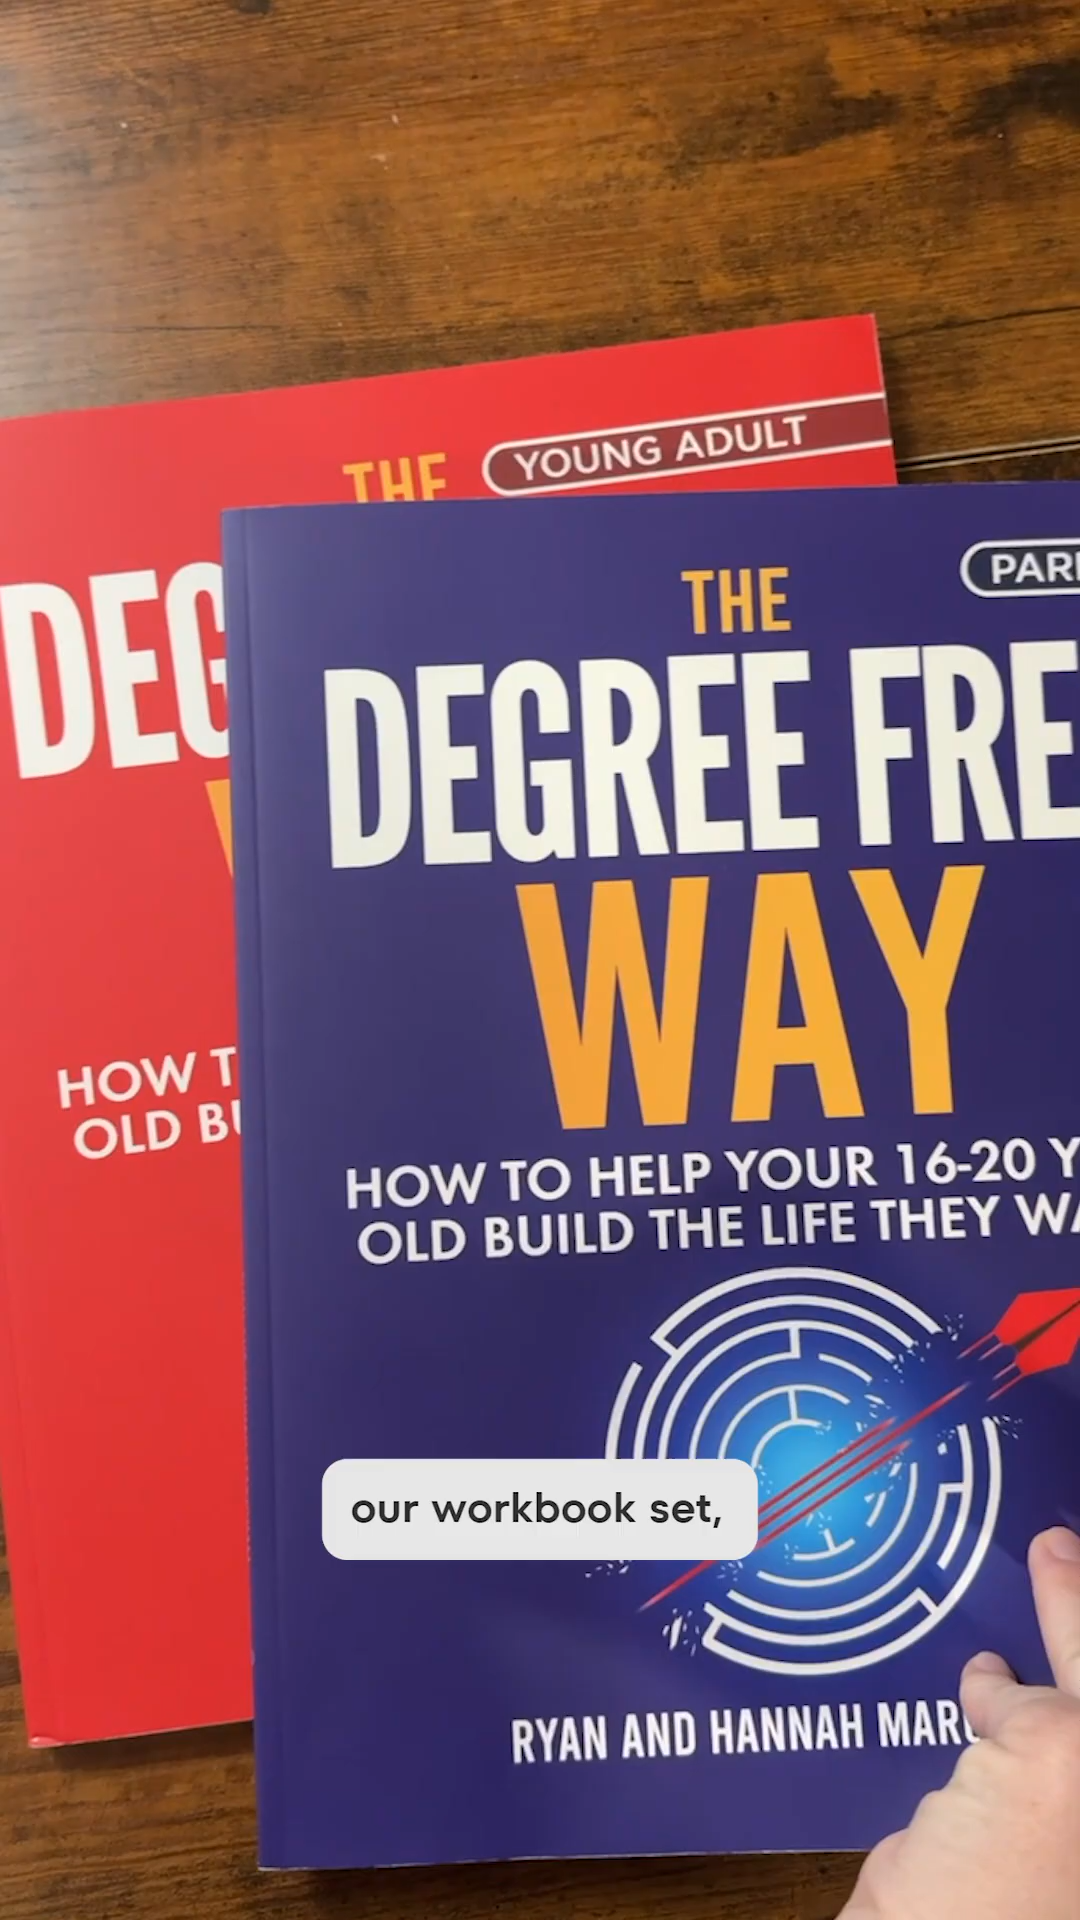 THE
YOUNG ADULT
DEG
HOW T
OLD BU
PAR
THE
DEGREE FRE
WAY
HOW TO HELP YOUR 16-20 Y
OLD BUILD THE LIFE THEY WA
our workbook set,
RYAN AND HANNAH MAR